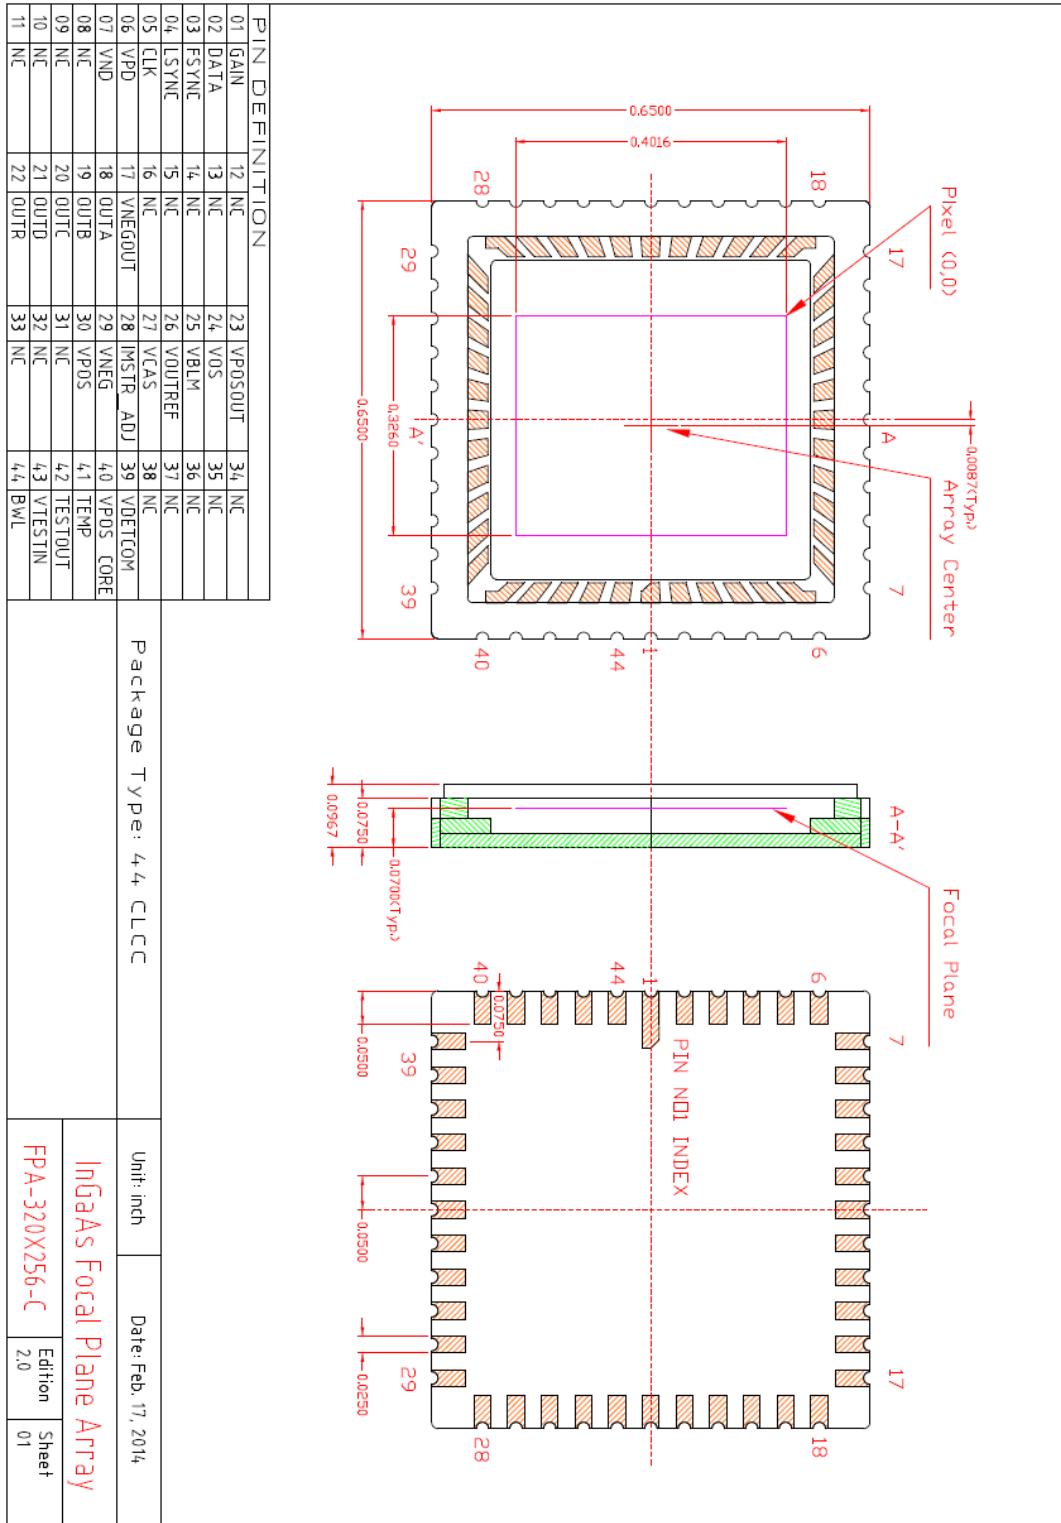 0.6500
0.4016
28
18
29
17
Pixel (0,0)
0.6500
0.3260
A'
A
0.0087(Typ.)
Array Center
39
7
40
44
1
6
0.0967
0.0750
0.0700(Typ.)
A-A'
Focal Plane
40
44
1
6
0.0500
0.0750
39
7
PIN NO1 INDEX
0.0500
0.0250
29
17
28
18
PIN DEFINITION
01 GAIN 12 NC 23 VPOSOUT 34 NC
02 DATA 13 NC 24 VOS 35 NC
03 FSYNC 14 NC 25 VBLM 36 NC
04 LSYNC 15 NC 26 VOUTREF 37 NC
05 CLK 16 NC 27 VCAS 38 NC
06 VPD 17 VNEGOUT 28 IMSTR_ADJ 39 VDETCOM
07 VND 18 OUTA 29 VNEG 40 VPOS_CORE
08 NC 19 OUTB 30 VPOS 41 TEMP
09 NC 20 OUTC 31 NC 42 TESTOUT
10 NC 21 OUTD 32 NC 43 VTESTIN
11 NC 22 OUTR 33 NC 44 BWL
Package Type: 44 CLCC
Unit: inch
Date: Feb. 17, 2014
InGaAs Focal Plane Array
FPA-320X256-C
Edition
2.0
Sheet
01